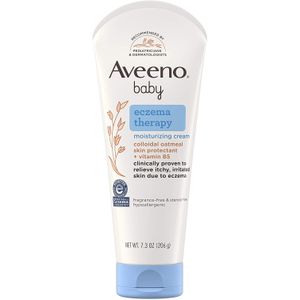 RECOMMENDED BY
PEDIATRICIANS
& DERMATOLOGISTS
Aveeno®
baby
eczema
therapy
moisturizing cream
colloidal oatmeal
skin protectant
+ vitamin B5
clinically proven to
relieve itchy, irritated
skin due to eczema
fragrance-free & steroid-free
hypoallergenic
NET WT. 7.3 OZ (206g)